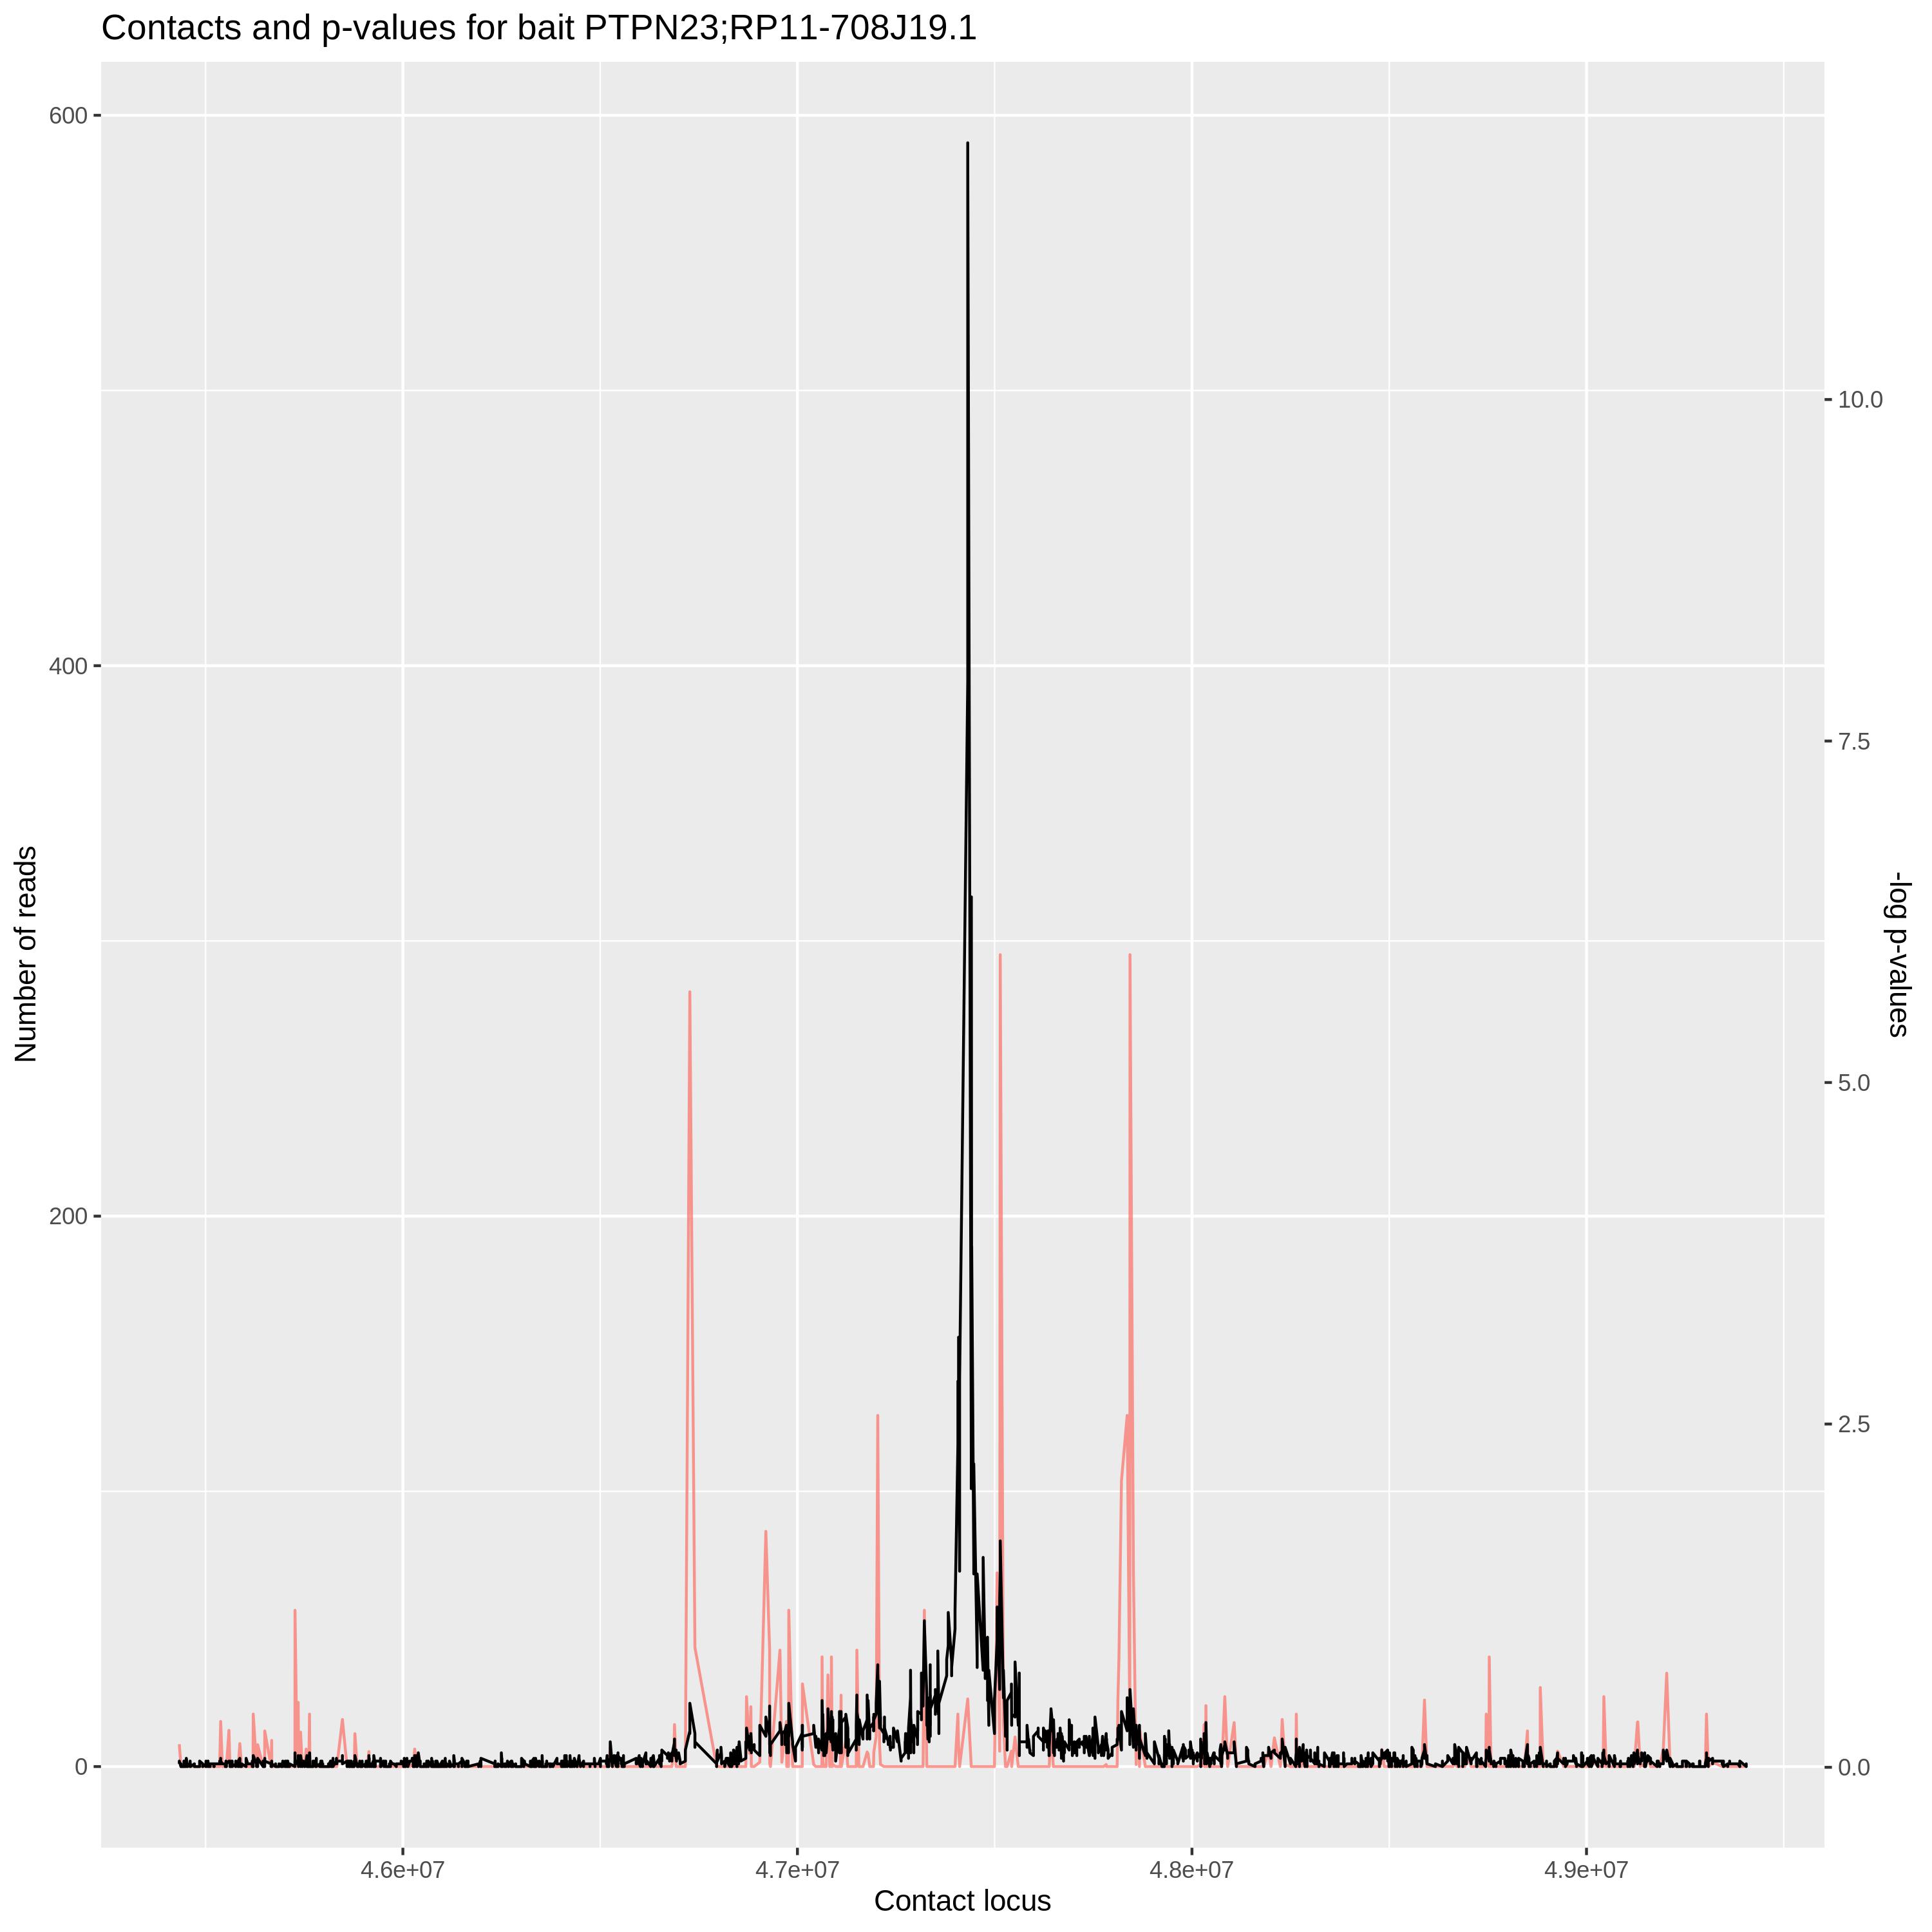 Contacts and p-values for bait PTPN23;RP11-708J19.1
600
400
200
0
10.0
7.5
5.0
2.5
0.0
Number of reads
-log p-values
4.6e+07
4.7e+07
4.8e+07
4.9e+07
Contact locus